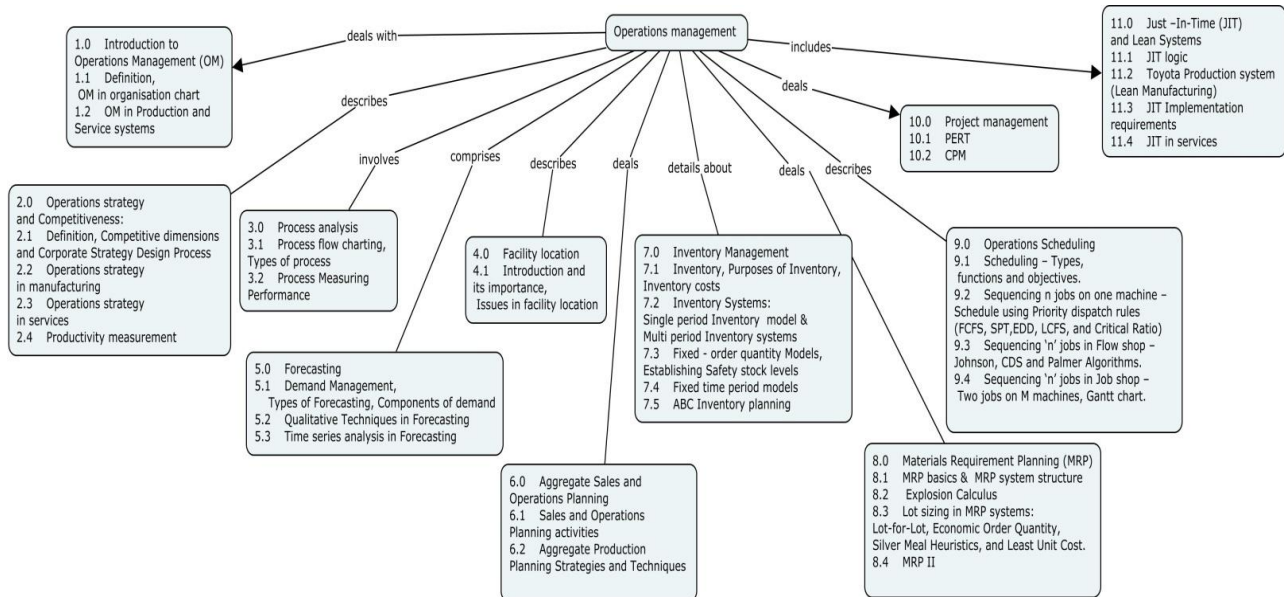 Operations management
deals with
1.0 Introduction to
Operations Management (OM)
1.1 Definition,
OM in organisation chart
1.2 OM in Production and
Service systems
describes
2.0 Operations strategy
and Competitiveness:
2.1 Definition, Competitive dimensions
and Corporate Strategy Design Process
2.2 Operations strategy
in manufacturing
2.3 Operations strategy
in services
2.4 Productivity measurement
involves
3.0 Process analysis
3.1 Process flow charting,
Types of process
3.2 Process Measuring
Performance
describes
4.0 Facility location
4.1 Introduction and
its importance,
Issues in facility location
comprises
5.0 Forecasting
5.1 Demand Management,
Types of Forecasting, Components of demand
5.2 Qualitative Techniques in Forecasting
5.3 Time series analysis in Forecasting
deals
6.0 Aggregate Sales and
Operations Planning
6.1 Sales and Operations
Planning activities
6.2 Aggregate Production
Planning Strategies and Techniques
details about
7.0 Inventory Management
7.1 Inventory, Purposes of Inventory,
Inventory costs
7.2 Inventory Systems:
Single period Inventory model &
Multi period Inventory systems
7.3 Fixed - order quantity Models,
Establishing Safety stock levels
7.4 Fixed time period models
7.5 ABC Inventory planning
deals
8.0 Materials Requirement Planning (MRP)
8.1 MRP basics & MRP system structure
8.2 Explosion Calculus
8.3 Lot sizing in MRP systems:
Lot-for-Lot, Economic Order Quantity,
Silver Meal Heuristics, and Least Unit Cost.
8.4 MRP II
describes
9.0 Operations Scheduling
9.1 Scheduling – Types,
functions and objectives.
9.2 Sequencing n jobs on one machine –
Schedule using Priority dispatch rules
(FCFS, SPT,EDD, LCFS, and Critical Ratio)
9.3 Sequencing ‘n’ jobs in Flow shop –
Johnson, CDS and Palmer Algorithms.
9.4 Sequencing ‘n’ jobs in Job shop –
Two jobs on M machines, Gantt chart.
deals
10.0 Project management
10.1 PERT
10.2 CPM
includes
11.0 Just –In-Time (JIT)
and Lean Systems
11.1 JIT logic
11.2 Toyota Production system
(Lean Manufacturing)
11.3 JIT Implementation
requirements
11.4 JIT in services